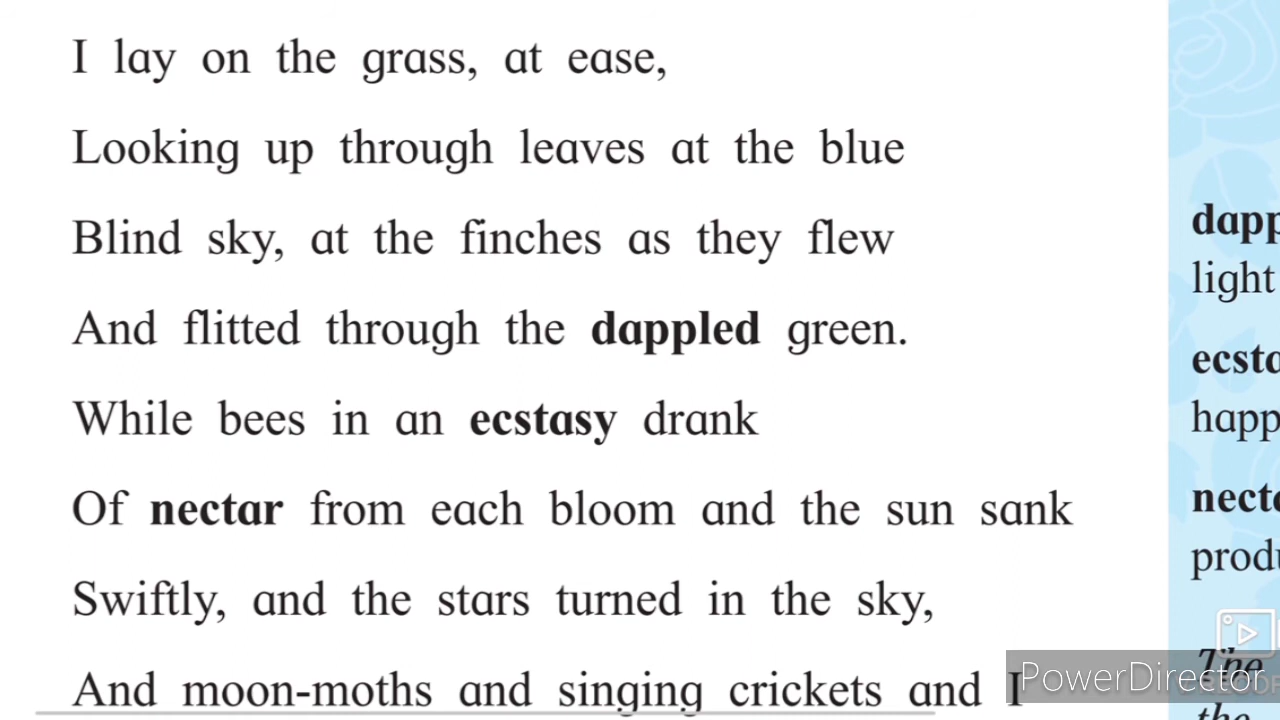 I lay on the grass, at ease,
Looking up through leaves at the blue
Blind sky, at the finches as they flew
And flitted through the dappled green.
While bees in an ecstasy drank
Of nectar from each bloom and the sun sank
Swiftly, and the stars turned in the sky,
And moon-moths and singing crickets and I
dapp
light
ecsta
happ
necta
produ
The
the
PowerDirector